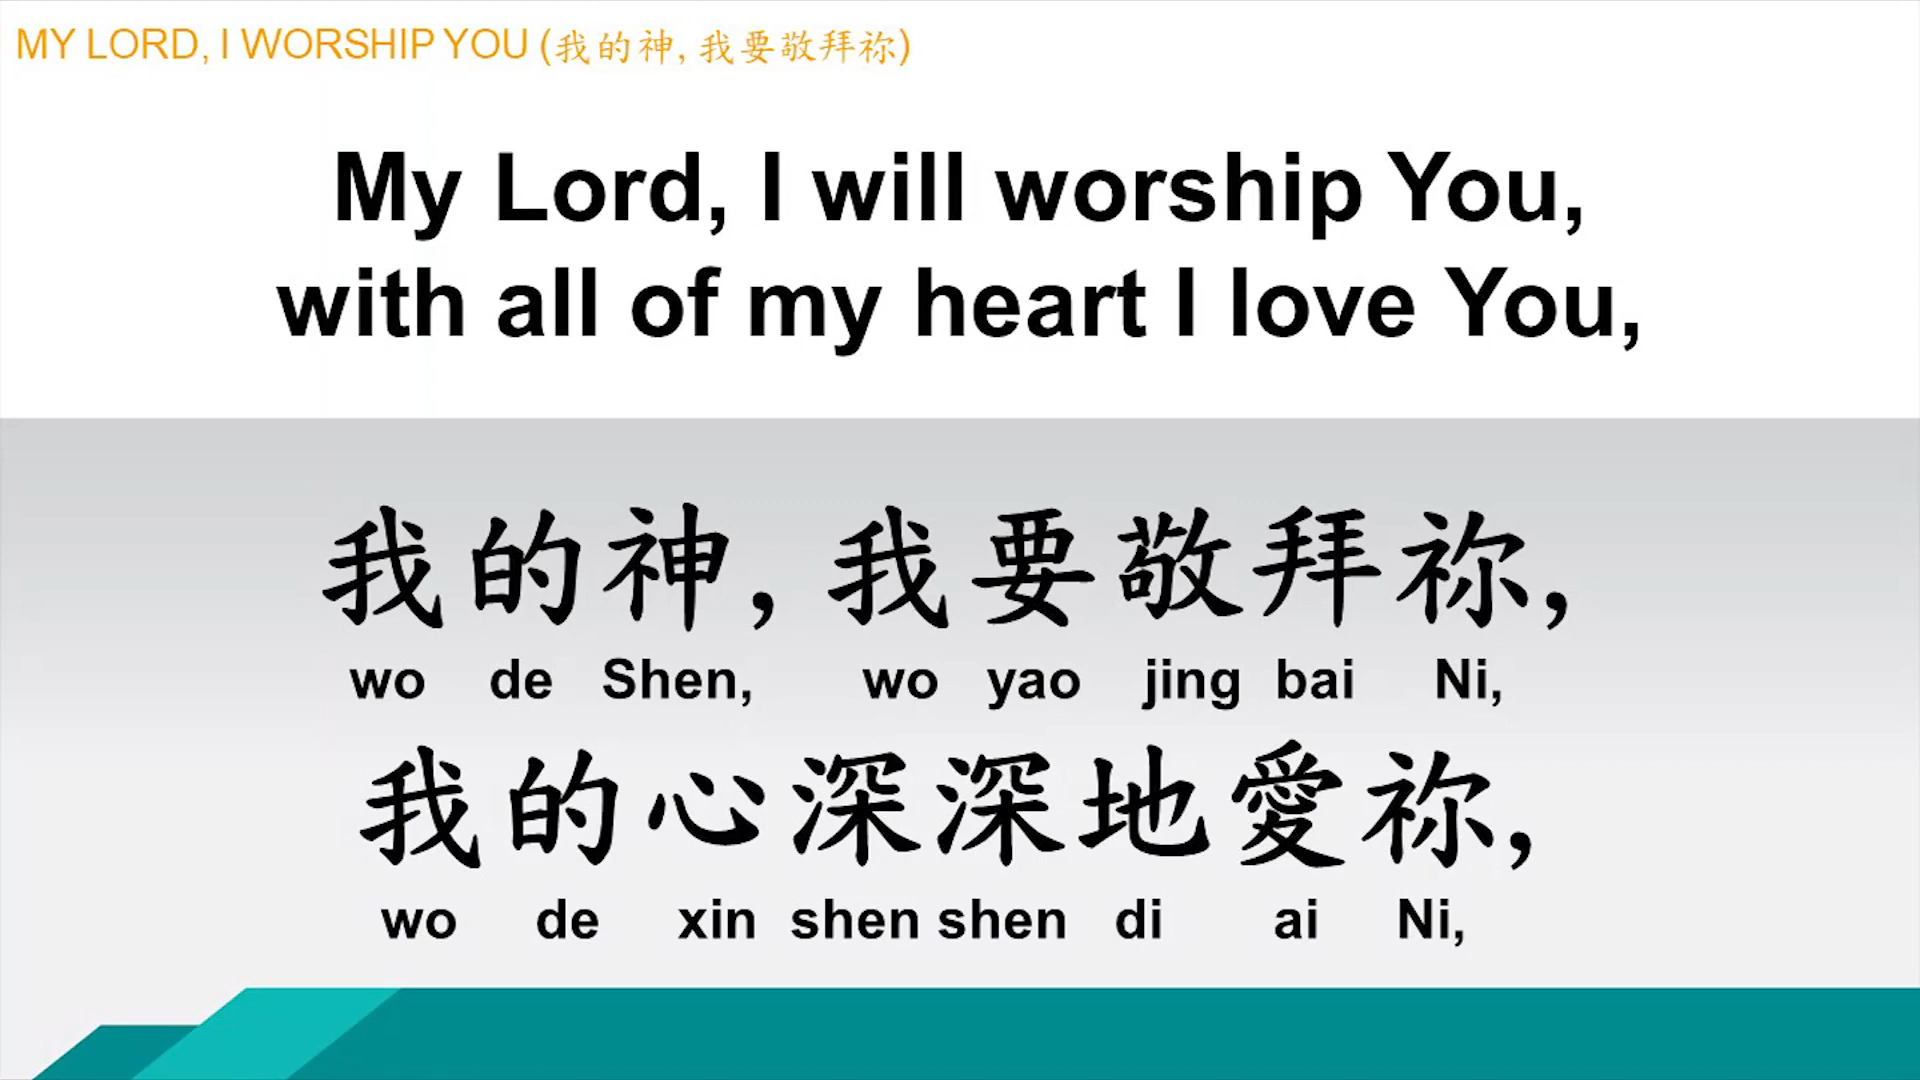 MY LORD, I WORSHIP YOU (我的神, 我要敬拜祢)
My Lord, I will worship You,
with all of my heart I love You,
我的神, 我要敬拜祢,
wo de Shen, wo yao jing bai Ni,
我的心深深地愛祢,
wo de xin shen shen di ai Ni,